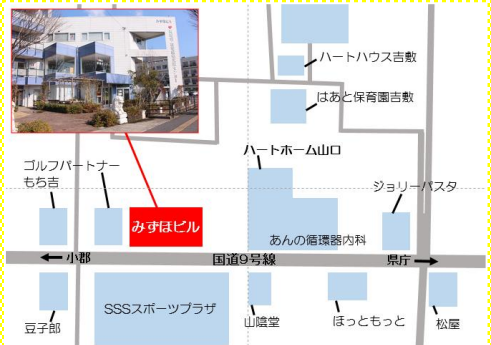 ハートハウス吉敷
はあと保育園吉敷
ハートホーム山口
ゴルフパートナー
もち吉
ジョリーパスタ
みずほビル
あんの循環器内科
小郡
国道9号線
県庁
SSSスポーツプラザ
豆子郎
山陰堂
ほっともっと
松屋